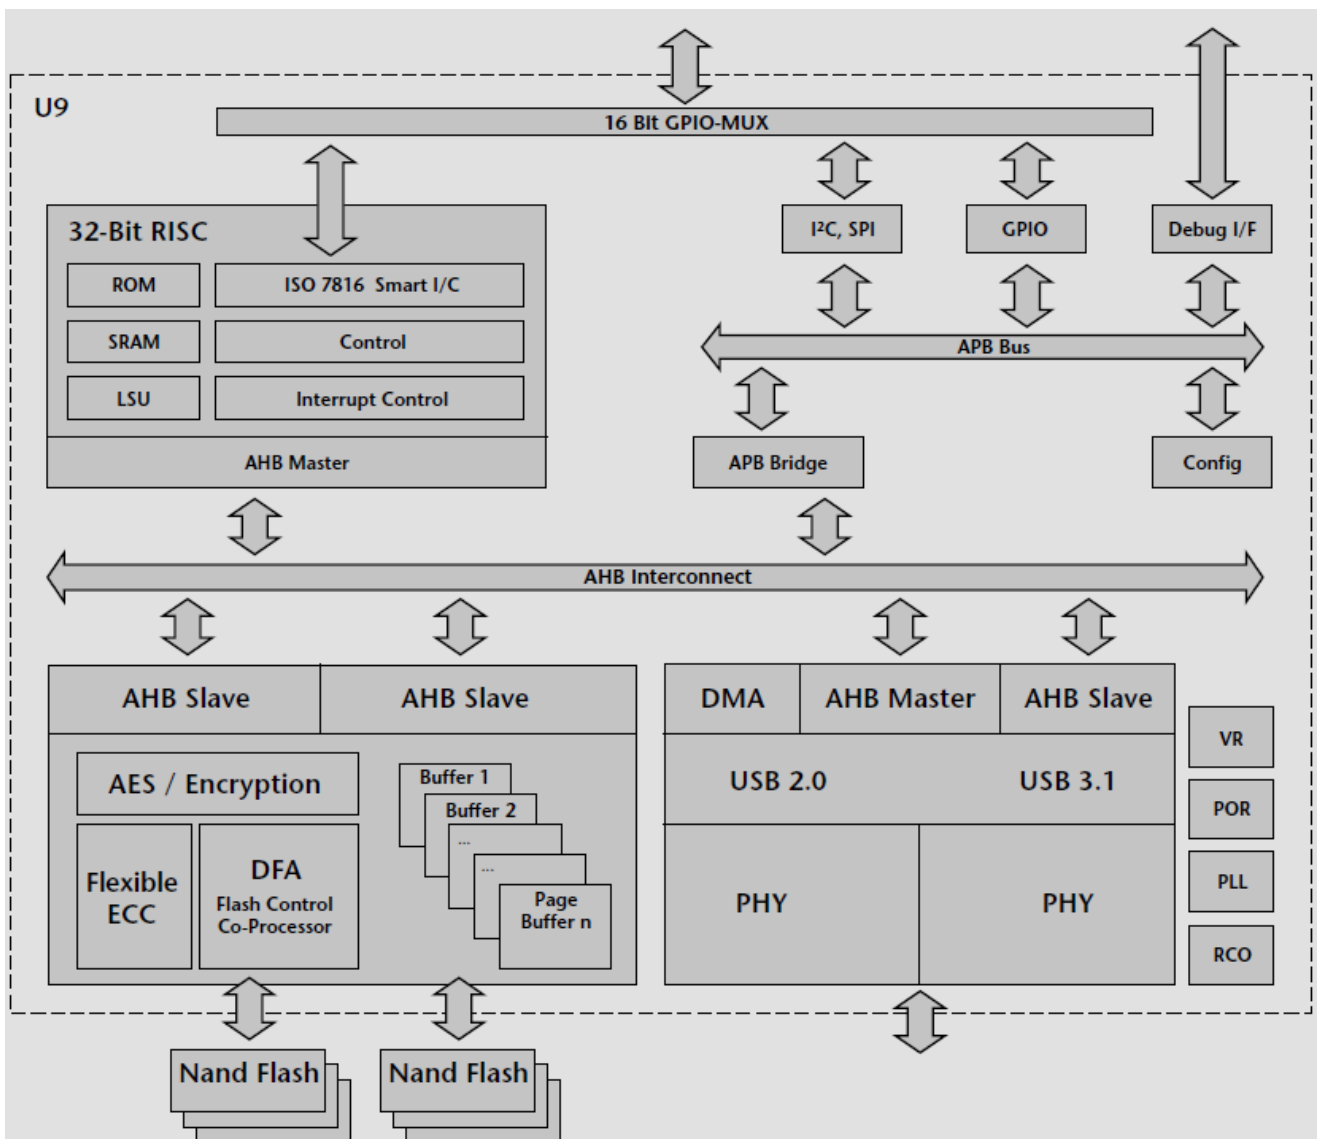 U9
16 Bit GPIO-MUX
32-Bit RISC
ROM
ISO 7816 Smart I/C
SRAM
Control
LSU
Interrupt Control
AHB Master
I²C, SPI
GPIO
Debug I/F
APB Bus
APB Bridge
Config
AHB Interconnect
AHB Slave
AHB Slave
AES / Encryption
Flexible
ECC
DFA
Flash Control
Co-Processor
Buffer 1
Buffer 2
...
...
Page
Buffer n
DMA
AHB Master
AHB Slave
USB 2.0
USB 3.1
PHY
PHY
VR
POR
PLL
RCO
Nand Flash
Nand Flash